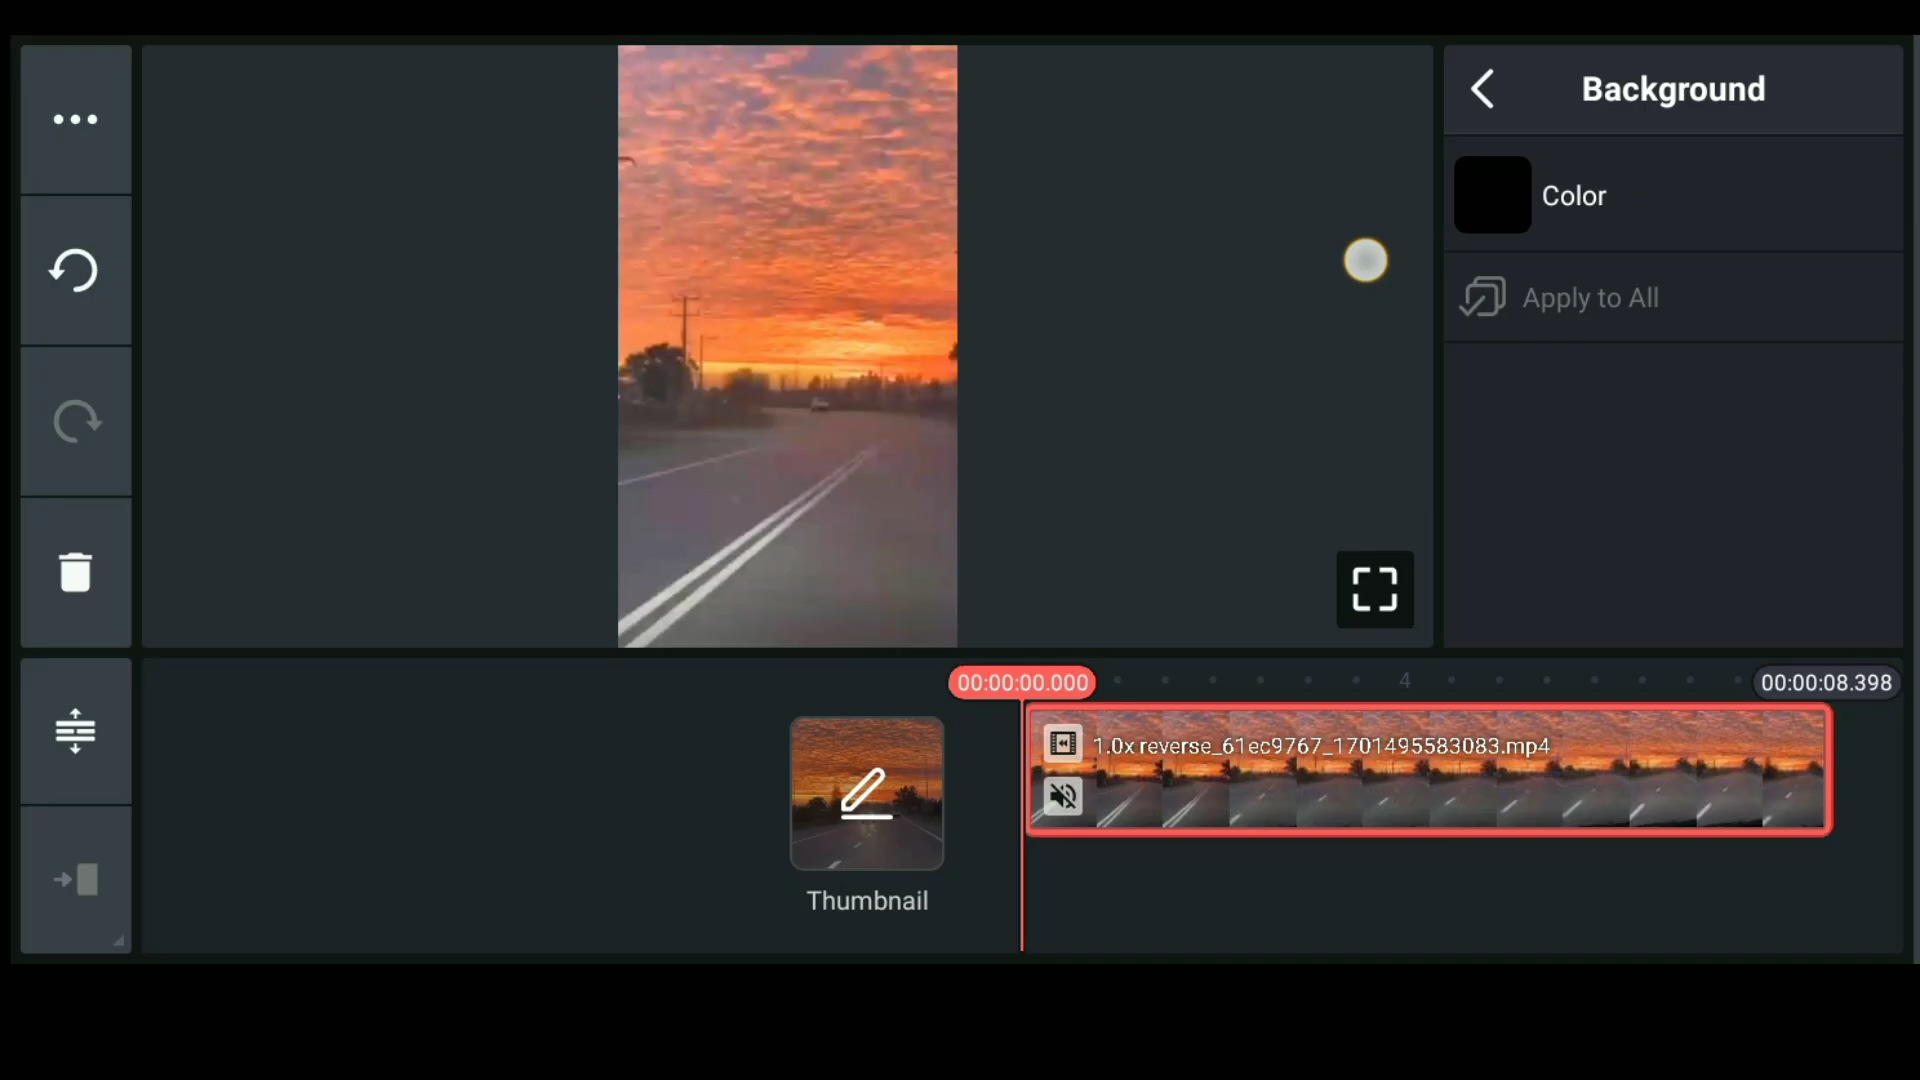 Background
Color
Apply to All
00:00:00.000
4
00:00:08.398
1.0x reverse_61ec9767_1701495583083.mp4
Thumbnail